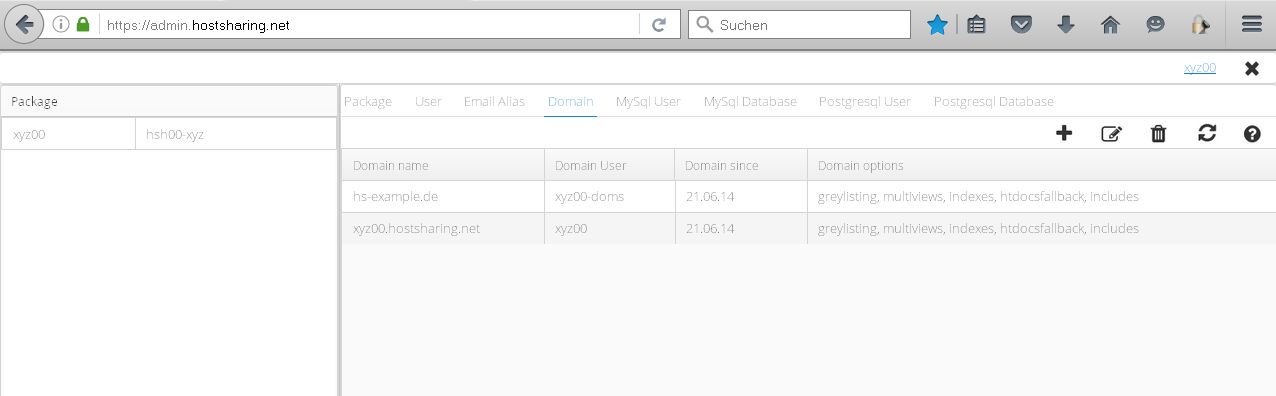 https://admin.hostsharing.net
Suchen
xyz00
Package
xyz00 hsh00-xyz
Package User Email Alias Domain MySql User MySql Database Postgresql User Postgresql Database
Domain name Domain User Domain since Domain options
hs-example.de xyz00-doms 21.06.14 greylisting, multiviews, indexes, htdocsfallback, includes
xyz00.hostsharing.net xyz00 21.06.14 greylisting, multiviews, indexes, htdocsfallback, includes